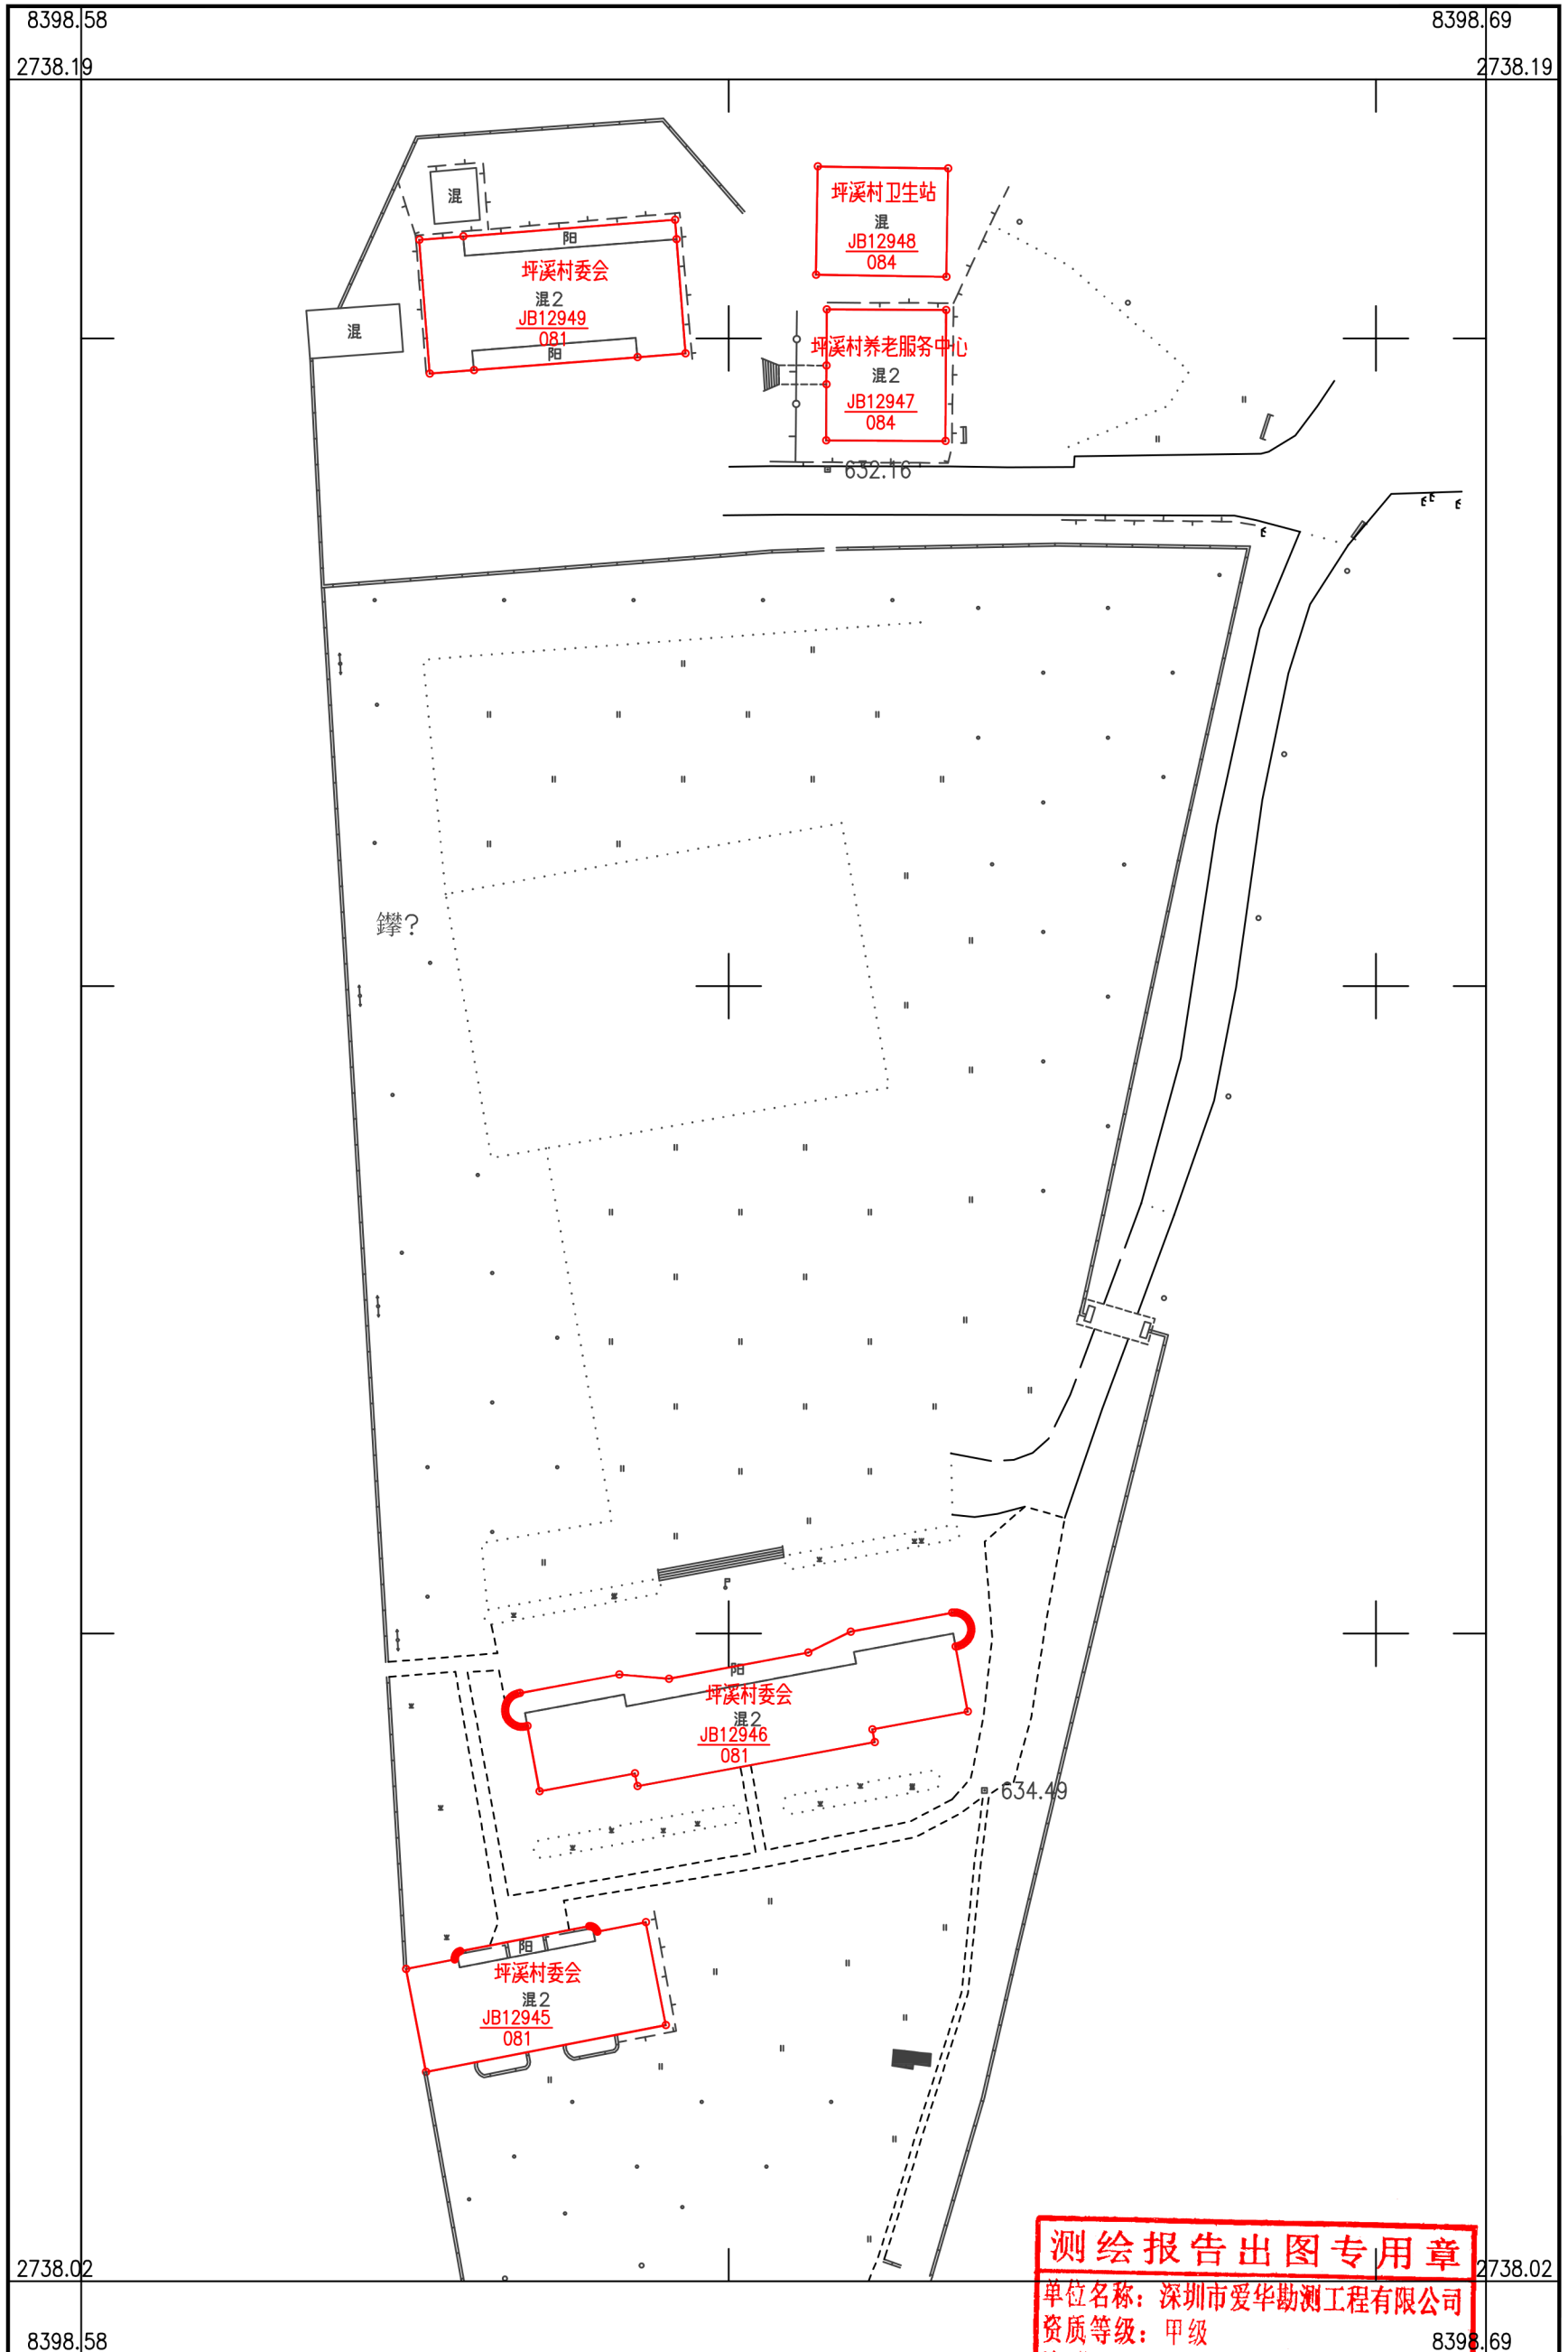 8398.58
8398.69
2738.19
2738.19
混
阳
坪溪村委会
混2
JB12949
081
阳
混
坪溪村卫生站
混
JB12948
084
坪溪村养老服务中心
混2
JB12947
084
632.16
鑻?
阳
坪溪村委会
混2
JB12946
081
634.49
阳
坪溪村委会
混2
JB12945
081
测绘报告出图专用章
单位名称：深圳市爱华勘测工程有限公司
资质等级：甲级
2738.02
2738.02
8398.58
8398.69